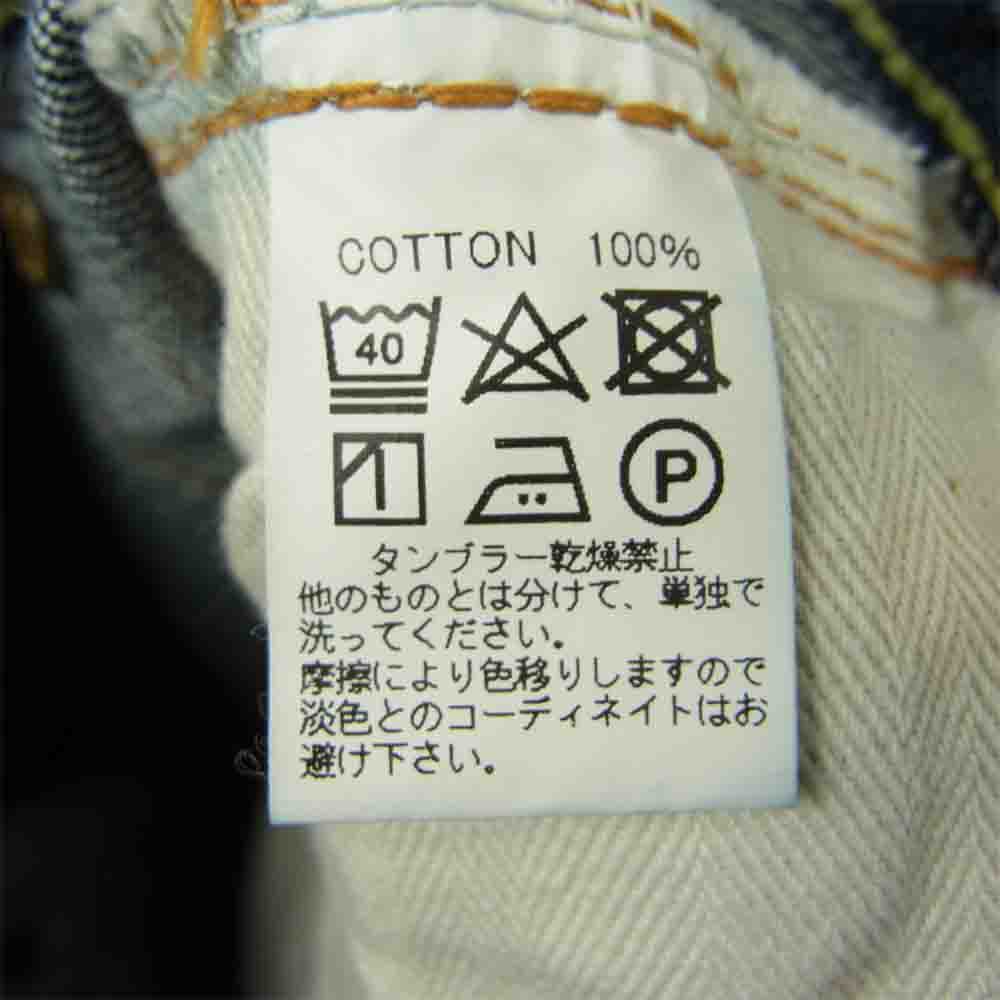 COTTON 100%
40
P
タンブラー乾燥禁止
他のものとは分けて、単独で
洗ってください。
摩擦により色移りしますので
淡色とのコーディネイトはお
避け下さい。